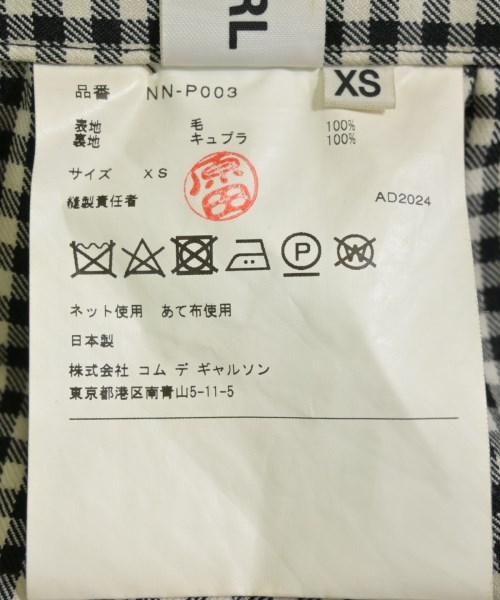 RL
XS
品番 NN-P003
表地 毛 100%
裏地 キュプラ 100%
サイズ XS
原田
縫製責任者
AD2024
P
W
ネット使用 あて布使用
日本製
株式会社 コム デ ギャルソン
東京都港区南青山5-11-5